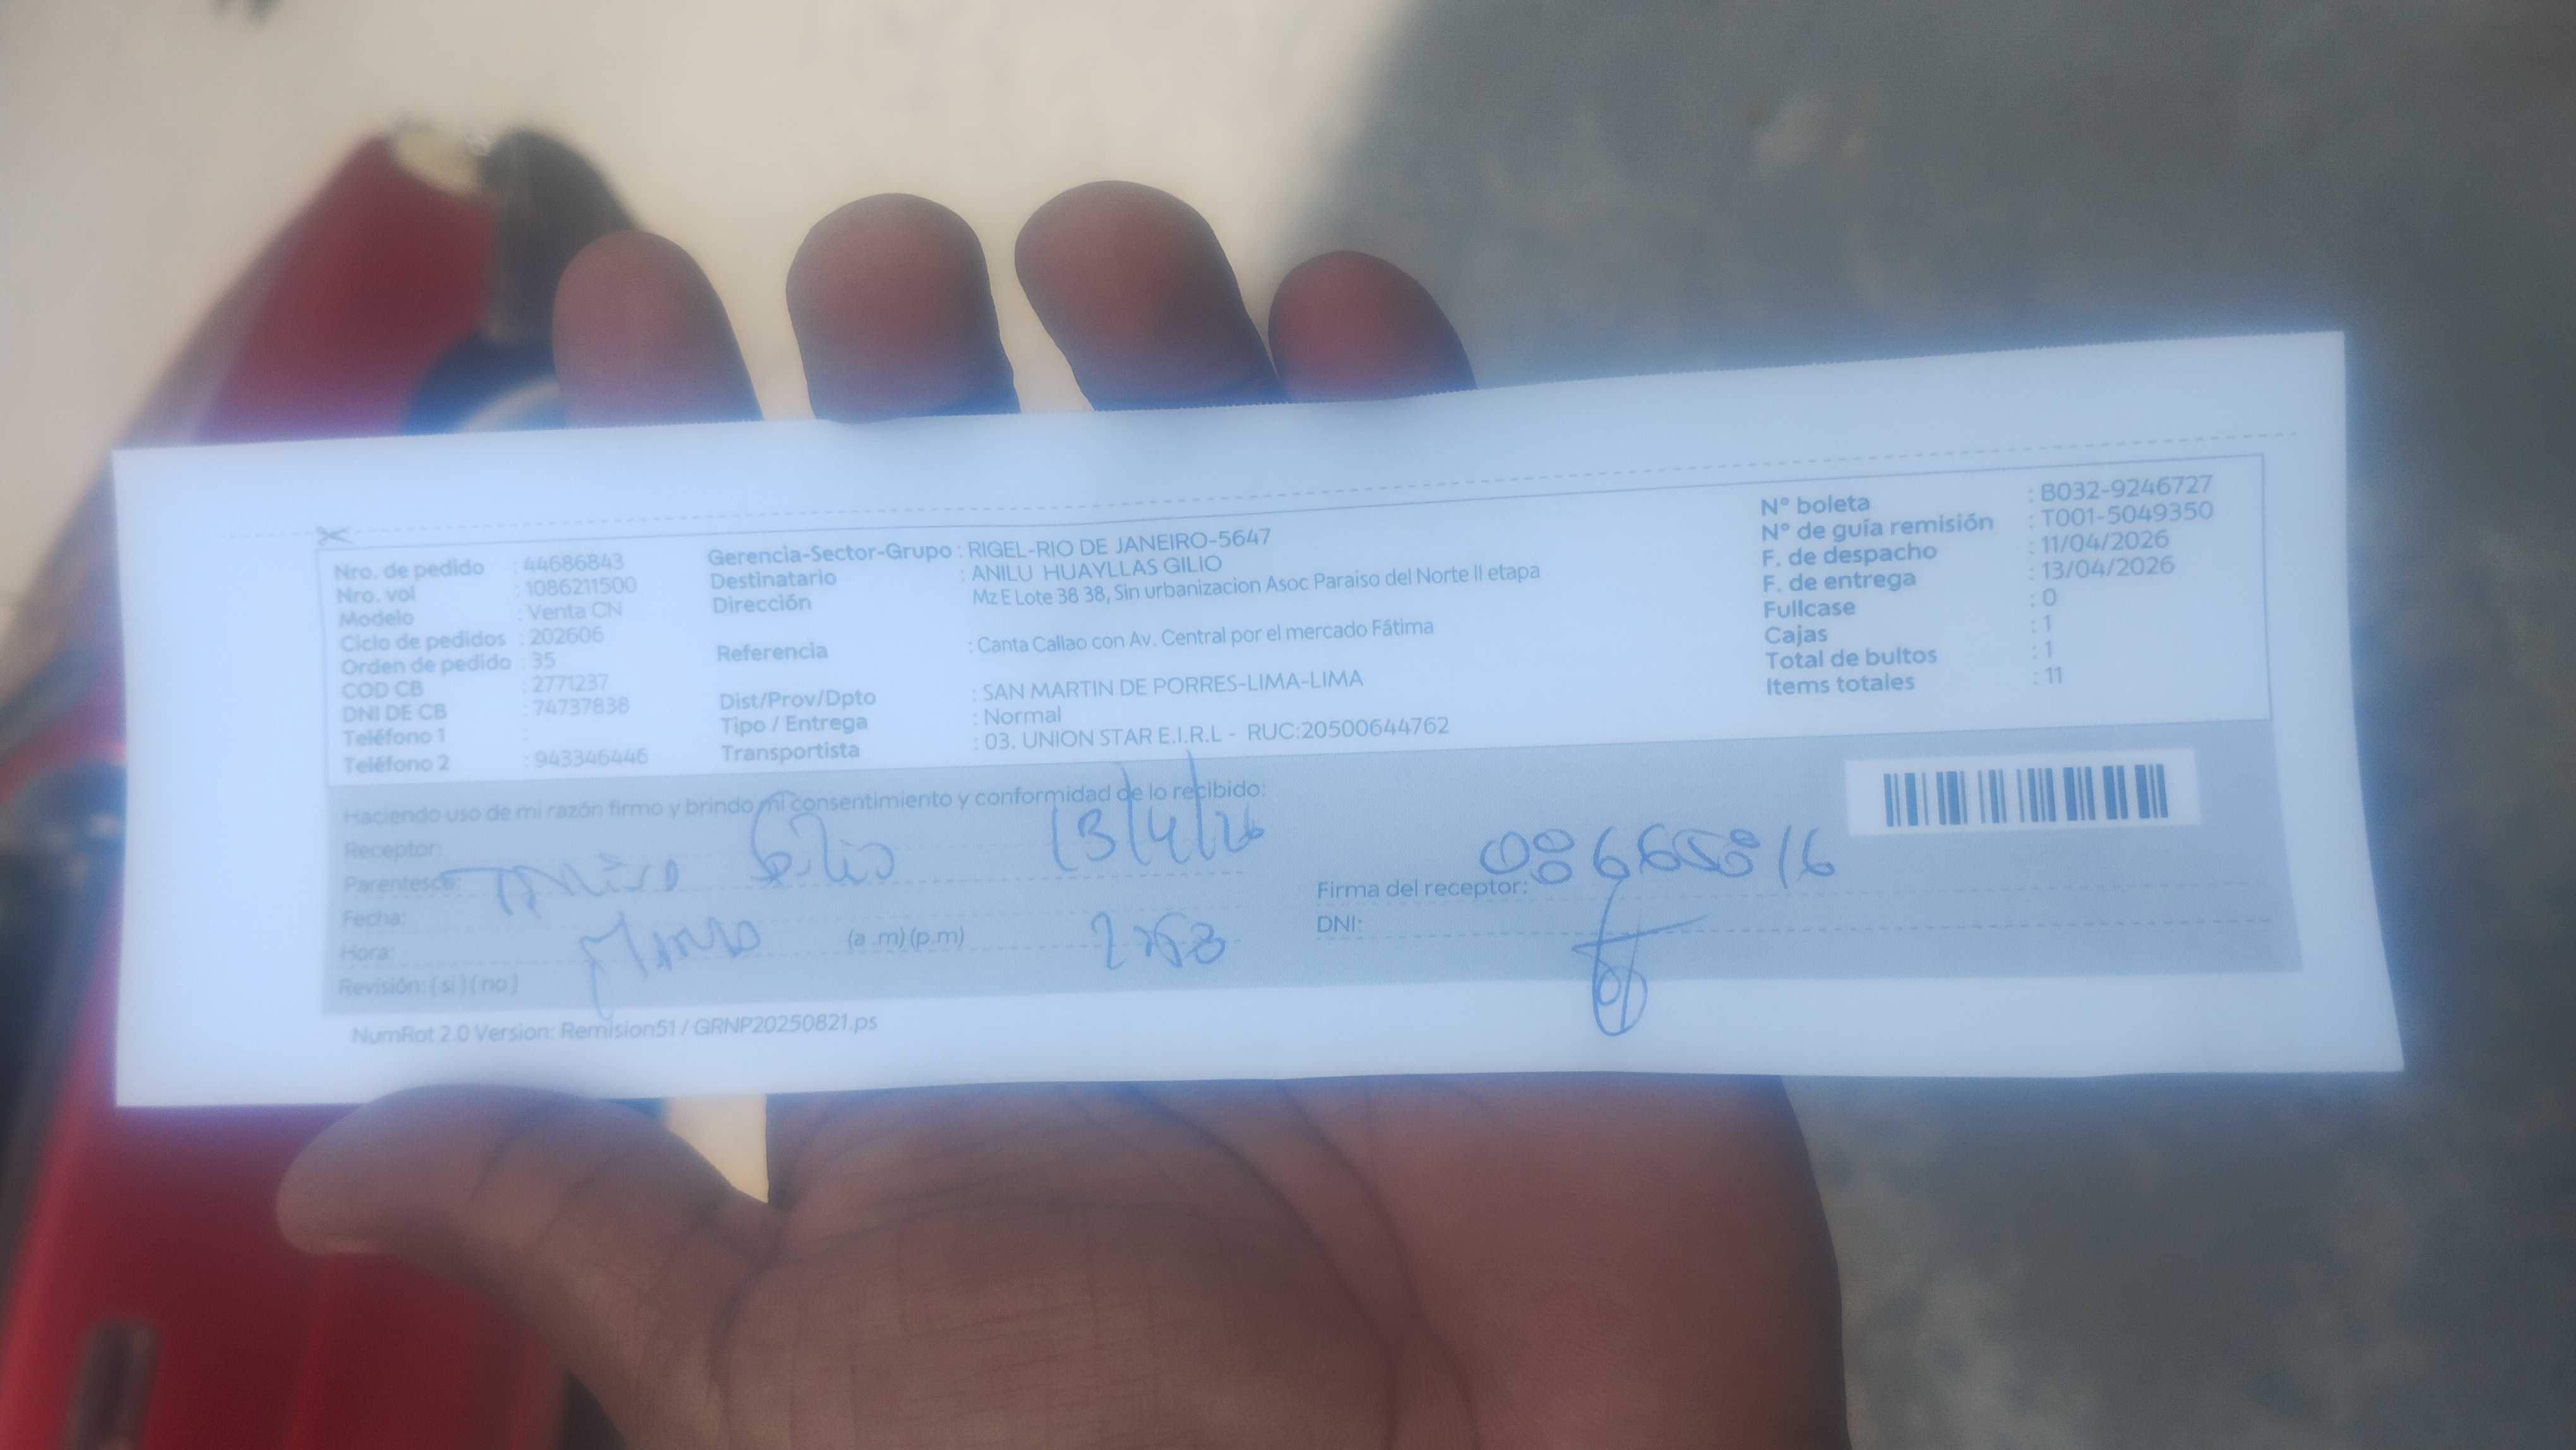 Nro. de pedido : 44686843
Nro. vol : 1086211500
Modelo : Venta CN
Ciclo de pedidos : 202606
Orden de pedido : 35
COD CB : 2771237
DNI DE CB : 74737838
Teléfono 1 :
Teléfono 2 : 943346446
Gerencia-Sector-Grupo : RIGEL-RIO DE JANEIRO-5647
Destinatario : ANILU HUAYLLAS GILIO
Dirección Mz E Lote 38 38, Sin urbanizacion Asoc Paraiso del Norte II etapa
Referencia : Canta Callao con Av. Central por el mercado Fátima
Dist/Prov/Dpto : SAN MARTIN DE PORRES-LIMA-LIMA
Tipo / Entrega : Normal
Transportista : 03. UNION STAR E.I.R.L - RUC:20500644762
N° boleta : B032-9246727
N° de guía remisión : T001-5049350
F. de despacho : 11/04/2026
F. de entrega : 13/04/2026
Fullcase : 0
Cajas : 1
Total de bultos : 1
Items totales : 11
Haciendo uso de mi razón firmo y brindo mi consentimiento y conformidad de lo recibido:
Receptor:
Gilio 13/4/26
Parentesco:
Fecha:
Hora: (a .m) (p.m)
Revisión: ( si ) ( no )
Firma del receptor:
DNI:
NumRot 2.0 Version: Remision51 / GRNP20250821.ps